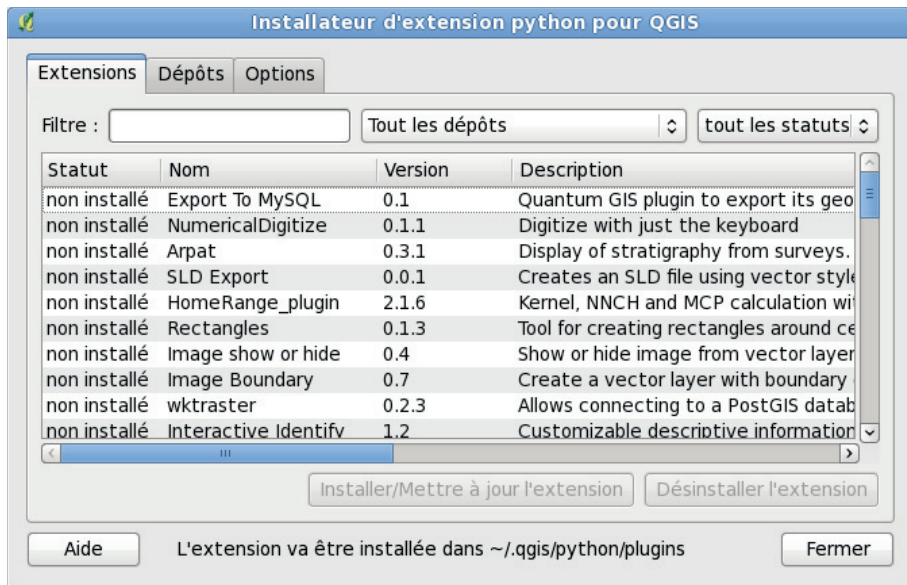 Installateur d'extension python pour QGIS
Extensions Dépôts Options
Filtre : Tout les dépôts tout les statuts
Statut Nom Version Description
non installé Export To MySQL 0.1 Quantum GIS plugin to export its geo
non installé NumericalDigitize 0.1.1 Digitize with just the keyboard
non installé Arpat 0.3.1 Display of stratigraphy from surveys.
non installé SLD Export 0.0.1 Creates an SLD file using vector style
non installé HomeRange_plugin 2.1.6 Kernel, NNCH and MCP calculation wi
non installé Rectangles 0.1.3 Tool for creating rectangles around ce
non installé Image show or hide 0.4 Show or hide image from vector layer
non installé Image Boundary 0.7 Create a vector layer with boundary
non installé wktraster 0.2.3 Allows connecting to a PostGIS datab
non installé Interactive Identify 1.2 Customizable descriptive information
Installer/Mettre à jour l'extension Désinstaller l'extension
Aide L'extension va être installée dans ~/.qgis/python/plugins Fermer